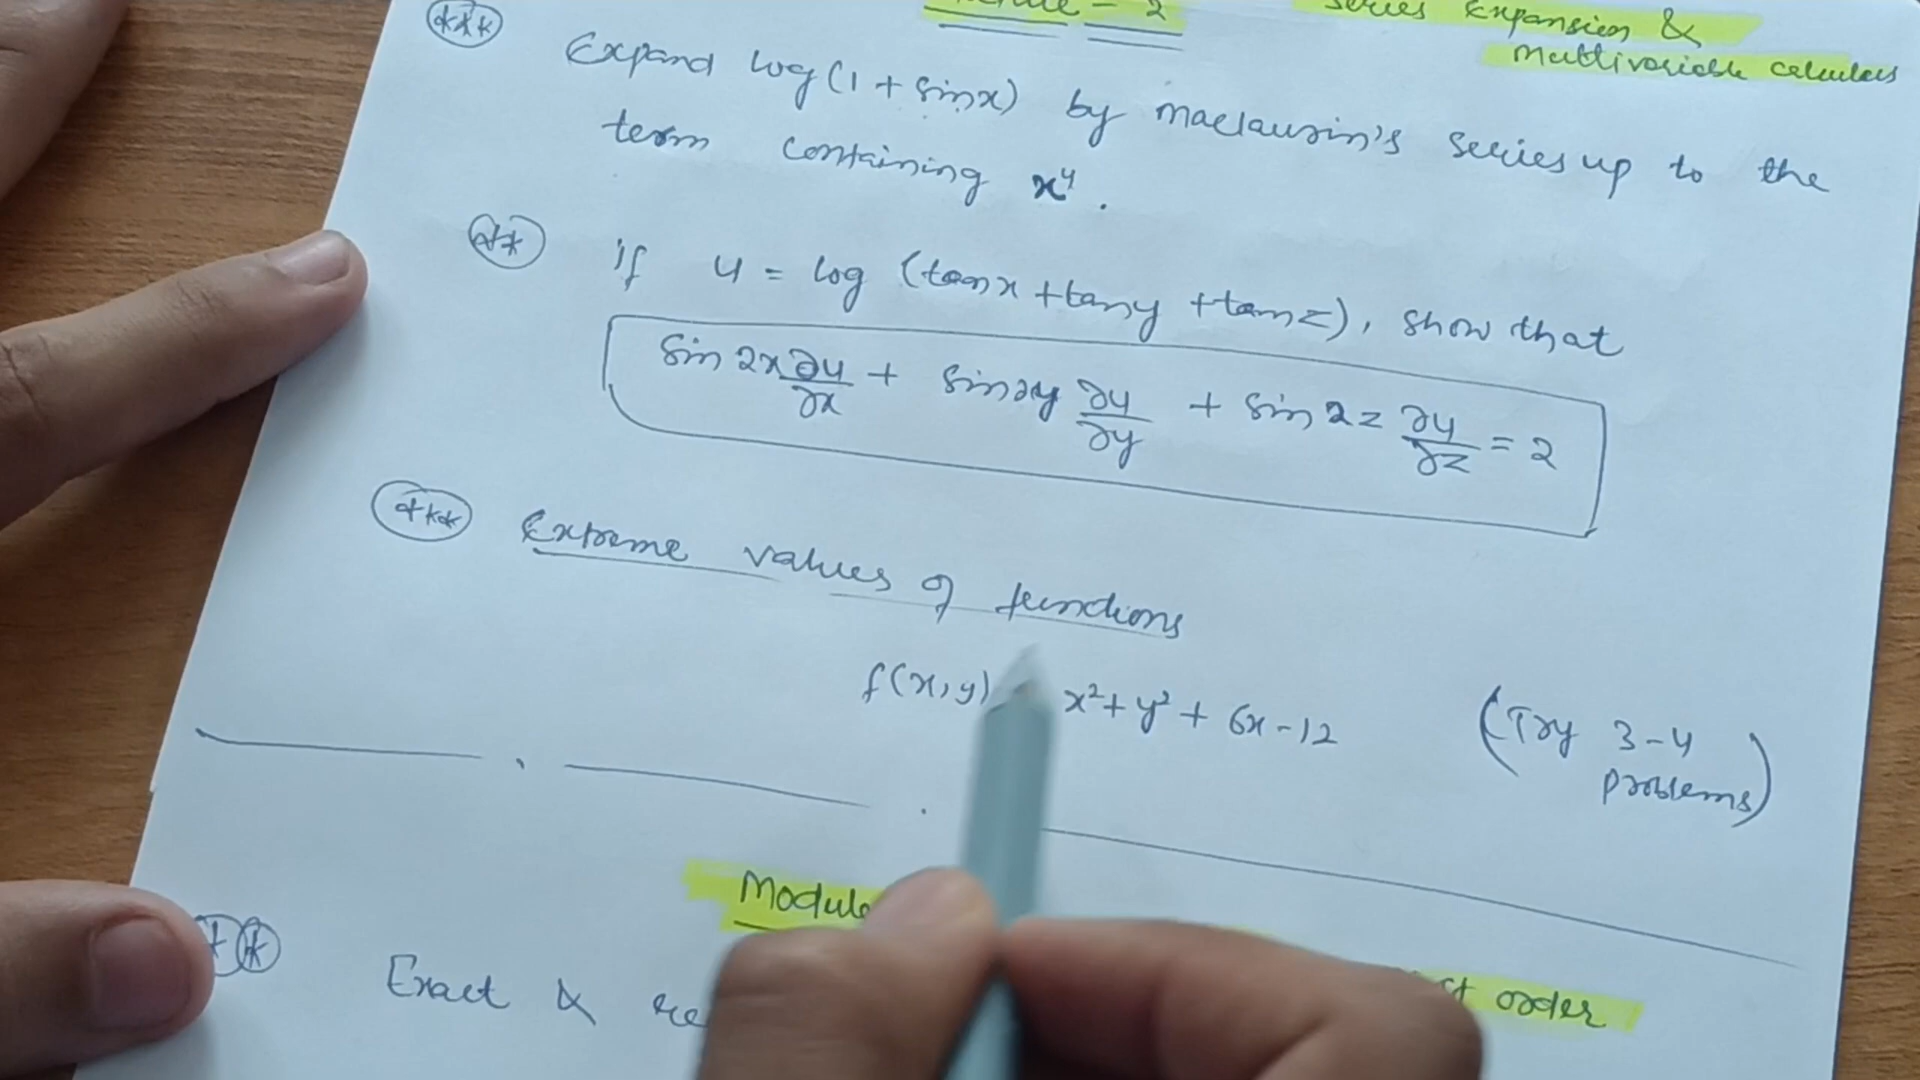 - 2
Series Expansion &
Multivariable calculus
***
Expand log(1 + sinx) by maclaurin's series up to the
term containing x⁴.
**
if u = log (tanx + tany + tanz), show that
sin 2x ∂u/∂x + sin2y ∂u/∂y + sin 2z ∂u/∂z = 2
***
Extreme values of functions
f(x,y) x² + y² + 6x - 12
(Try 3-4
problems)
Module
**
order
Exact &